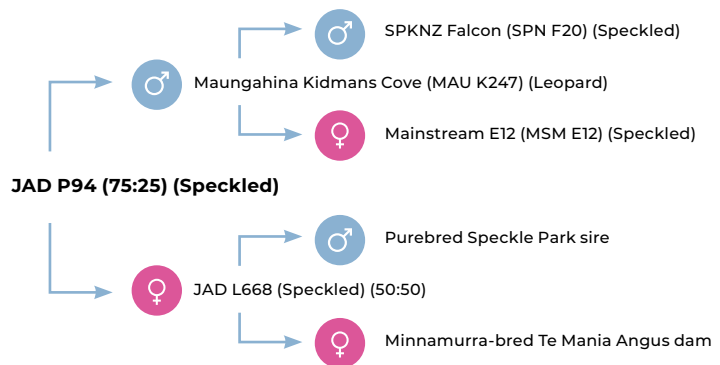 SPKNZ Falcon (SPN F20) (Speckled)
Maungahina Kidmans Cove (MAU K247) (Leopard)
Mainstream E12 (MSM E12) (Speckled)
JAD P94 (75:25) (Speckled)
Purebred Speckle Park sire
JAD L668 (Speckled) (50:50)
Minnamurra-bred Te Mania Angus dam